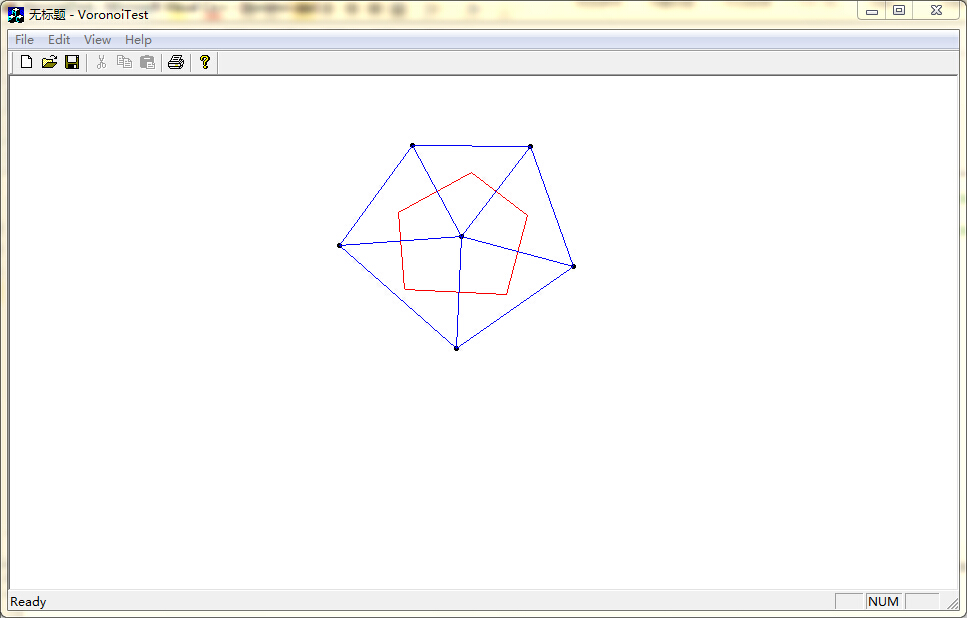 无标题 - VoronoiTest
File Edit View Help
Ready
NUM